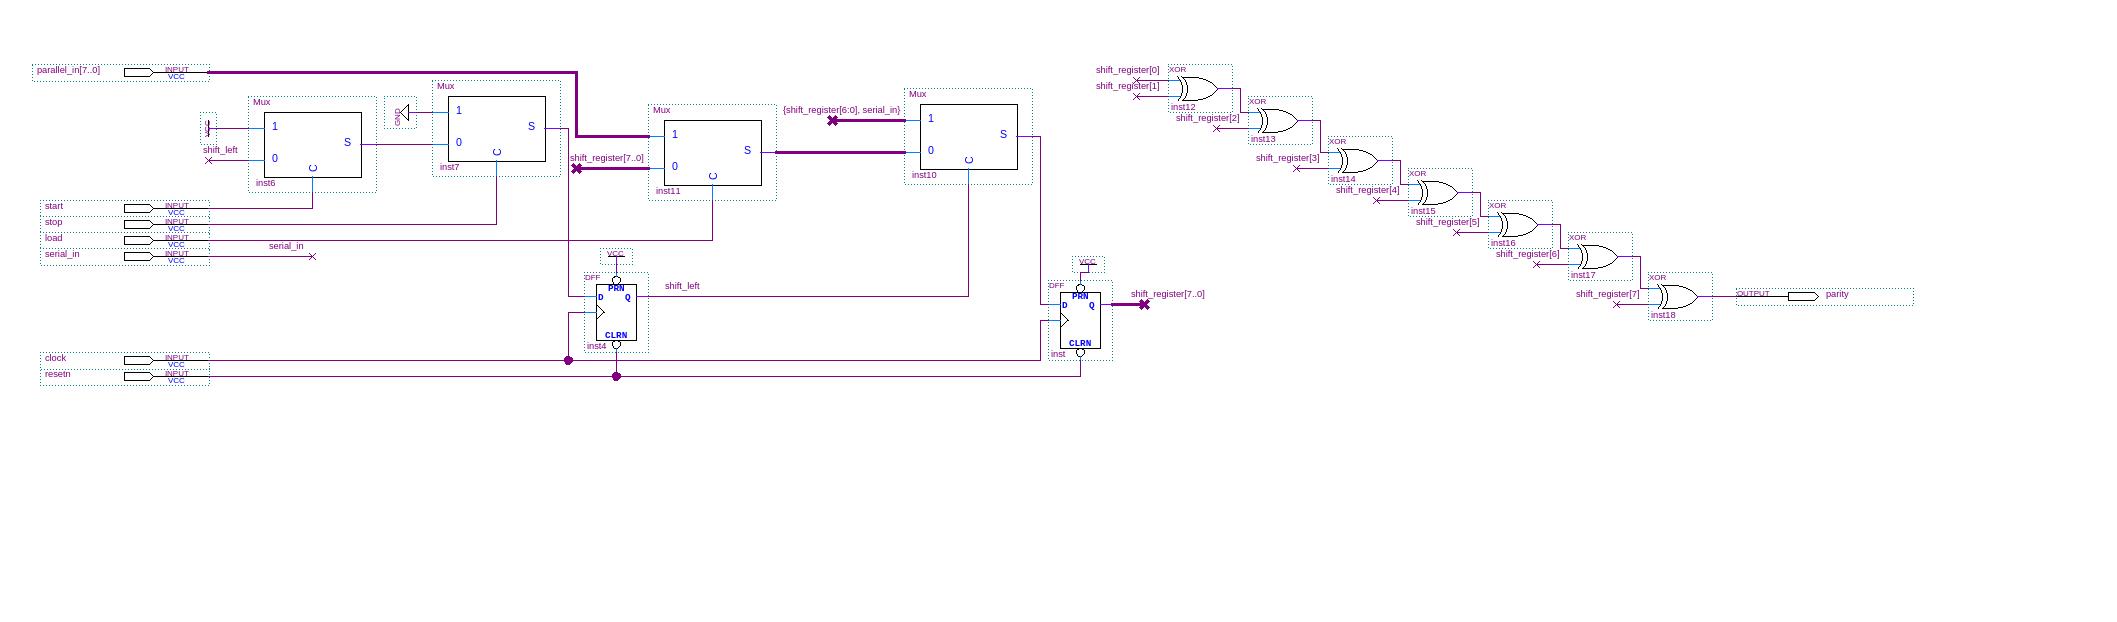 parallel_in[7..0]
INPUT
VCC
VCC
Mux
1
0
S
C
inst6
shift_left
GND
Mux
1
0
S
C
inst7
Mux
1
0
S
C
inst11
shift_register[7..0]
{shift_register[6:0], serial_in}
Mux
1
0
S
C
inst10
start
INPUT
VCC
stop
INPUT
VCC
load
INPUT
VCC
serial_in
INPUT
VCC
serial_in
VCC
DFF
PRN
D
Q
CLRN
inst4
shift_left
VCC
DFF
PRN
D
Q
CLRN
inst
shift_register[7..0]
clock
INPUT
VCC
resetn
INPUT
VCC
shift_register[0]
shift_register[1]
XOR
inst12
shift_register[2]
XOR
inst13
shift_register[3]
XOR
inst14
shift_register[4]
XOR
inst15
shift_register[5]
XOR
inst16
shift_register[6]
XOR
inst17
shift_register[7]
XOR
inst18
OUTPUT
parity